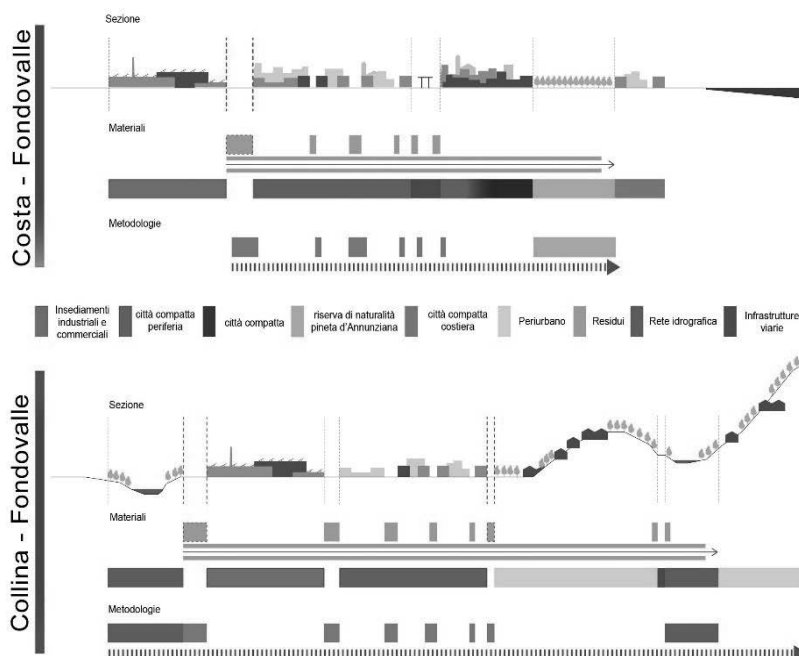 Costa - Fondovalle
Sezione
Materiali
Metodologie
Insediamenti
industriali e
commerciali
città compatta
periferia
città compatta
riserva di naturalità
pineta d'Annunziana
città compatta
costiera
Periurbano
Residui
Rete idrografica
Infrastrutture
viarie
Collina - Fondovalle
Sezione
Materiali
Metodologie